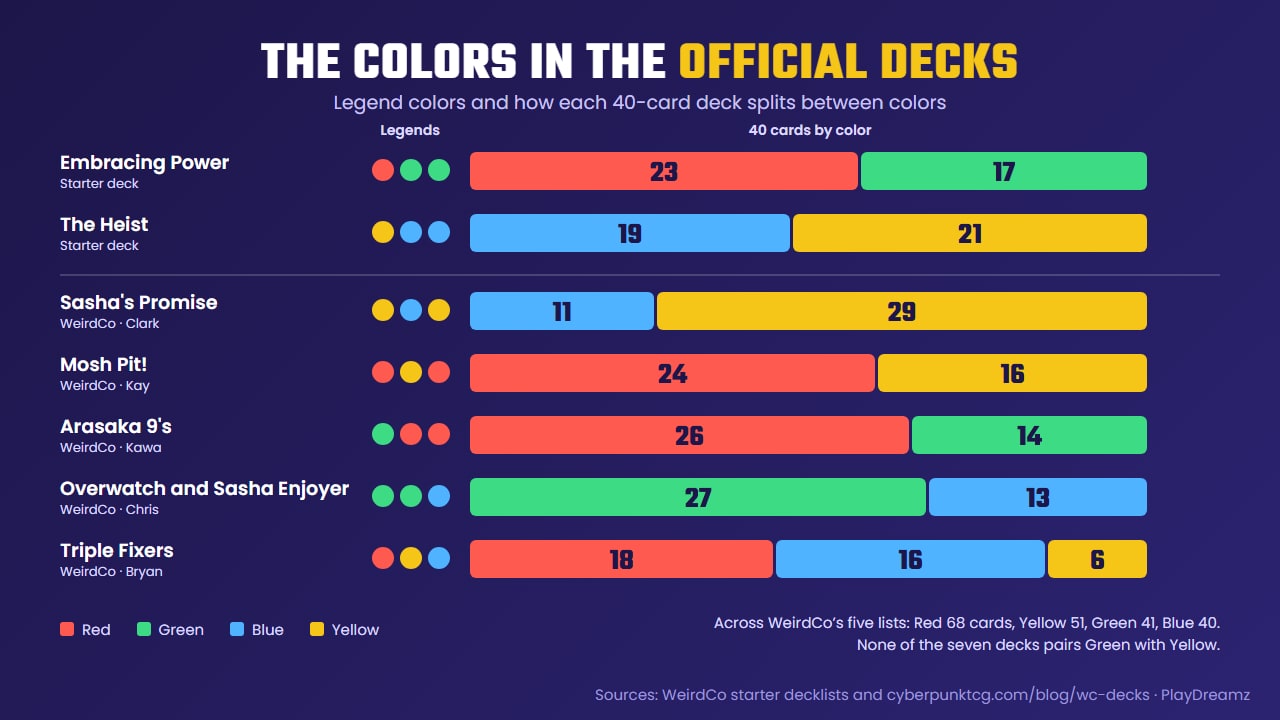 THE COLORS IN THE OFFICIAL DECKS
Legend colors and how each 40-card deck splits between colors
Legends 40 cards by color
Embracing Power
Starter deck
23 17
The Heist
Starter deck
19 21
Sasha's Promise
WeirdCo · Clark
11 29
Mosh Pit!
WeirdCo · Kay
24 16
Arasaka 9's
WeirdCo · Kawa
26 14
Overwatch and Sasha Enjoyer
WeirdCo · Chris
27 13
Triple Fixers
WeirdCo · Bryan
18 16 6
Red Green Blue Yellow
Across WeirdCo's five lists: Red 68 cards, Yellow 51, Green 41, Blue 40.
None of the seven decks pairs Green with Yellow.
Sources: WeirdCo starter decklists and cyberpunktcg.com/blog/wc-decks · PlayDreamz